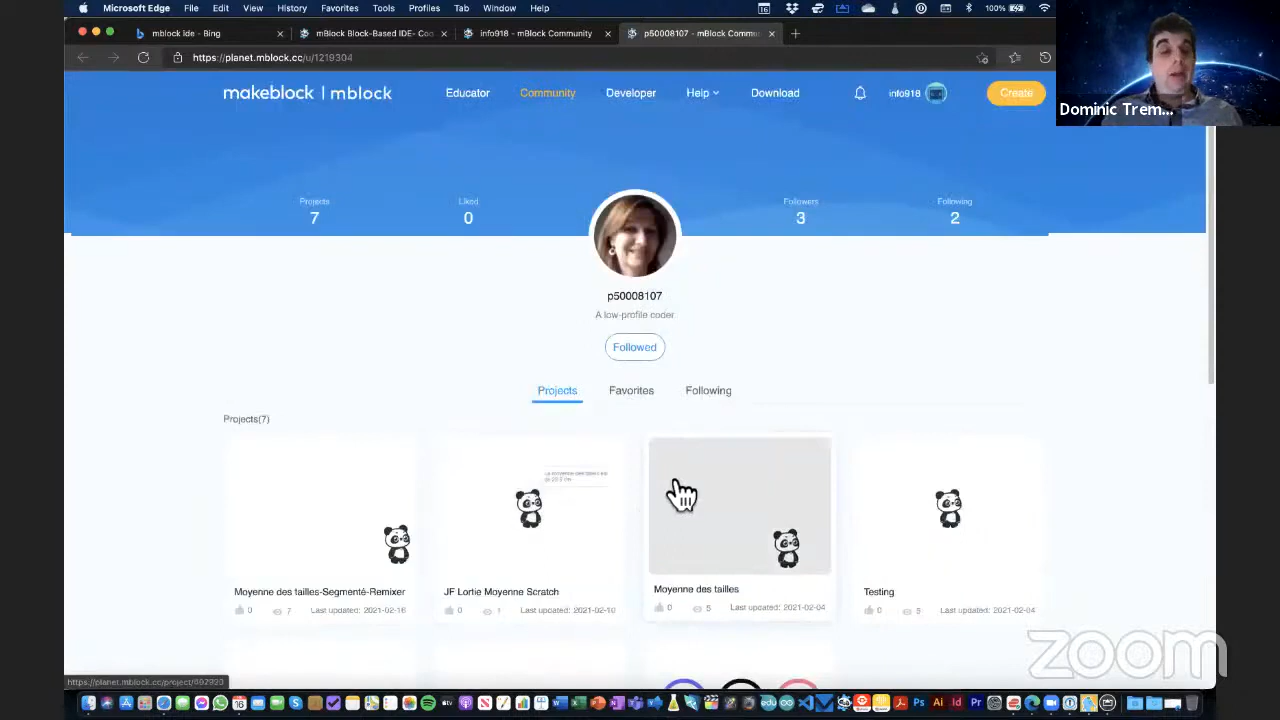 Microsoft Edge File Edit View History Favorites Tools Profiles Tab Window Help 100%
mblock Ide - Bing
mBlock Block-Based IDE- Co
info918 - mBlock Community
p50008107 - mBlock Commu
https://planet.mblock.cc/u/1219304
makeblock | mblock Educator Community Developer Help Download info918 Create
Dominic Trem...
Projects Liked Followers Following
7 0 3 2
p50008107
A low-profile coder
Followed
Projects Favorites Following
Projects(7)
Moyenne des tailles-Segmenté-Remixer
0 7 Last updated: 2021-02-16
JF Lortie Moyenne Scratch
0 1 Last updated: 2021-02-10
Moyenne des tailles
0 5 Last updated: 2021-02-04
Testing
0 5 Last updated: 2021-02-04
zoom